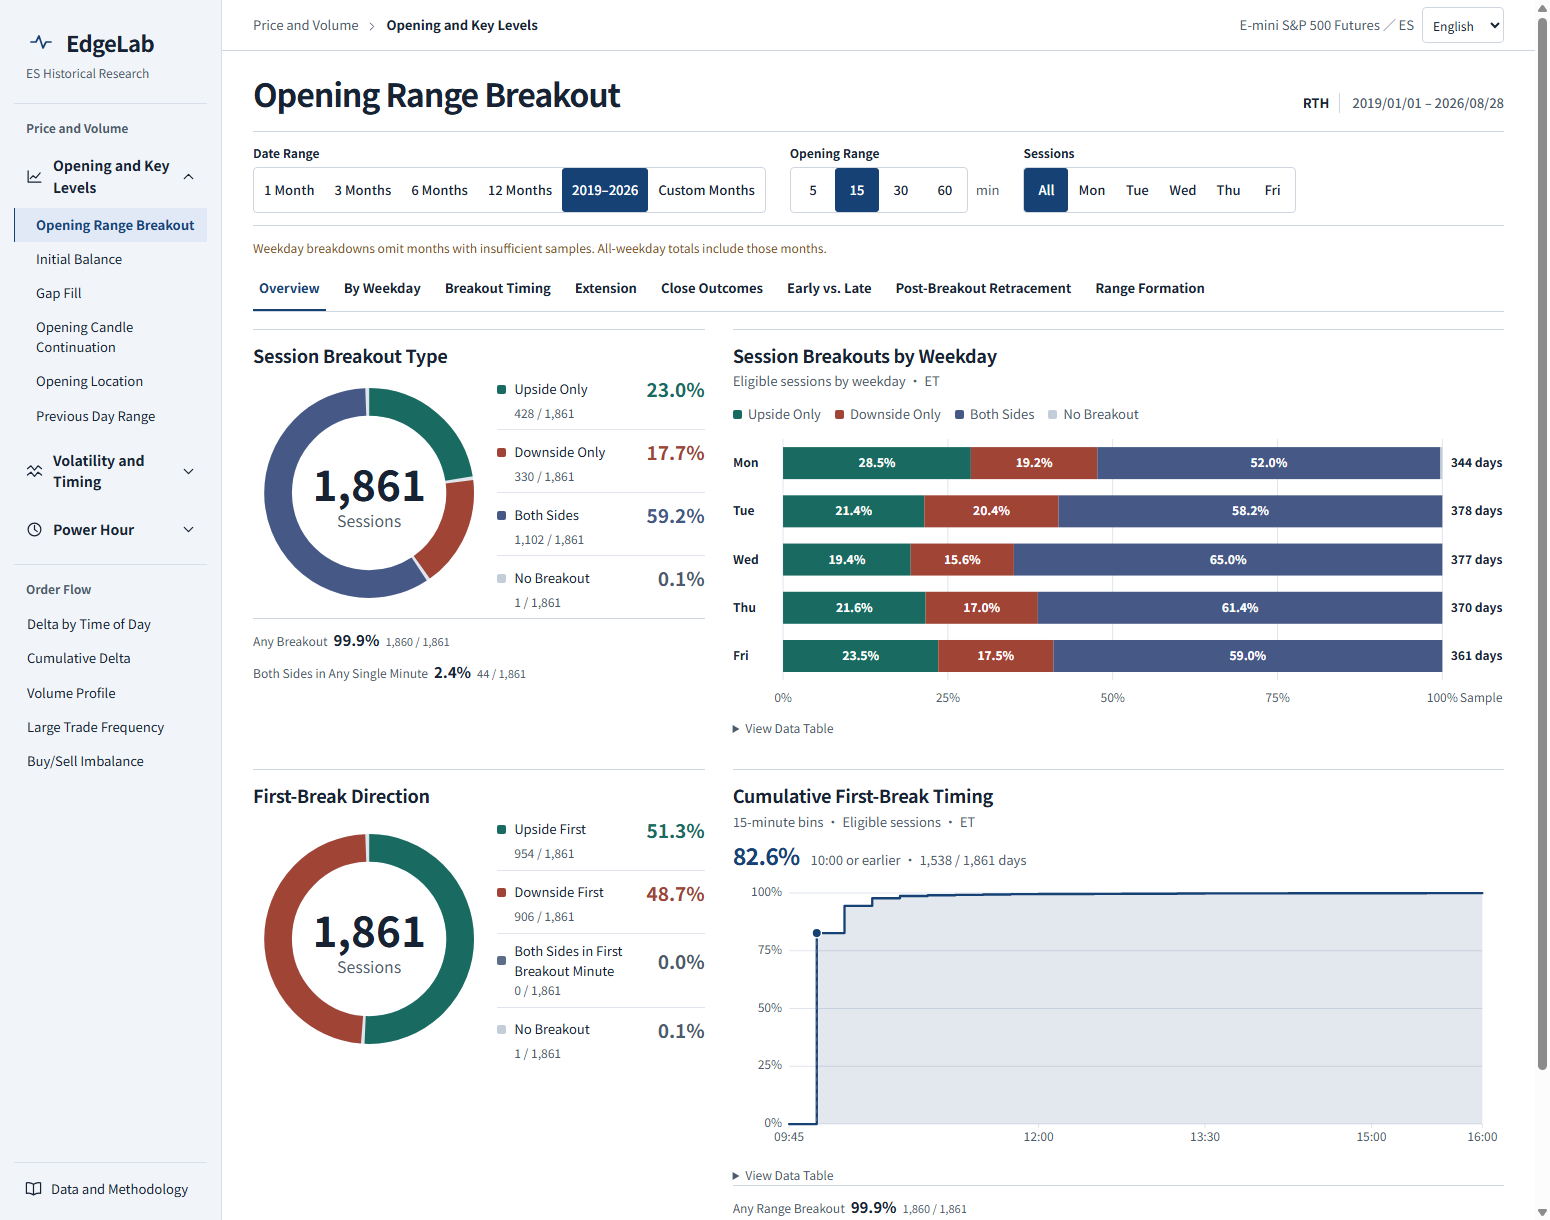 EdgeLab
ES Historical Research
Price and Volume
Opening and Key
Levels
Opening Range Breakout
Initial Balance
Gap Fill
Opening Candle
Continuation
Opening Location
Previous Day Range
Volatility and
Timing
Power Hour
Order Flow
Delta by Time of Day
Cumulative Delta
Volume Profile
Large Trade Frequency
Buy/Sell Imbalance
Data and Methodology
Price and Volume > Opening and Key Levels
E-mini S&P 500 Futures / ES English
Opening Range Breakout
RTH 2019/01/01 – 2026/08/28
Date Range
1 Month 3 Months 6 Months 12 Months 2019–2026 Custom Months
Opening Range
5 15 30 60 min
Sessions
All Mon Tue Wed Thu Fri
Weekday breakdowns omit months with insufficient samples. All-weekday totals include those months.
Overview By Weekday Breakout Timing Extension Close Outcomes Early vs. Late Post-Breakout Retracement Range Formation
Session Breakout Type
1,861
Sessions
Upside Only 23.0%
428 / 1,861
Downside Only 17.7%
330 / 1,861
Both Sides 59.2%
1,102 / 1,861
No Breakout 0.1%
1 / 1,861
Any Breakout 99.9% 1,860 / 1,861
Both Sides in Any Single Minute 2.4% 44 / 1,861
Session Breakouts by Weekday
Eligible sessions by weekday • ET
Upside Only Downside Only Both Sides No Breakout
Mon 28.5% 19.2% 52.0% 344 days
Tue 21.4% 20.4% 58.2% 378 days
Wed 19.4% 15.6% 65.0% 377 days
Thu 21.6% 17.0% 61.4% 370 days
Fri 23.5% 17.5% 59.0% 361 days
0% 25% 50% 75% 100% Sample
View Data Table
First-Break Direction
1,861
Sessions
Upside First 51.3%
954 / 1,861
Downside First 48.7%
906 / 1,861
Both Sides in First
Breakout Minute 0.0%
0 / 1,861
No Breakout 0.1%
1 / 1,861
Cumulative First-Break Timing
15-minute bins • Eligible sessions • ET
82.6% 10:00 or earlier • 1,538 / 1,861 days
100%
75%
50%
25%
0%
09:45 12:00 13:30 15:00 16:00
View Data Table
Any Range Breakout 99.9% 1,860 / 1,861